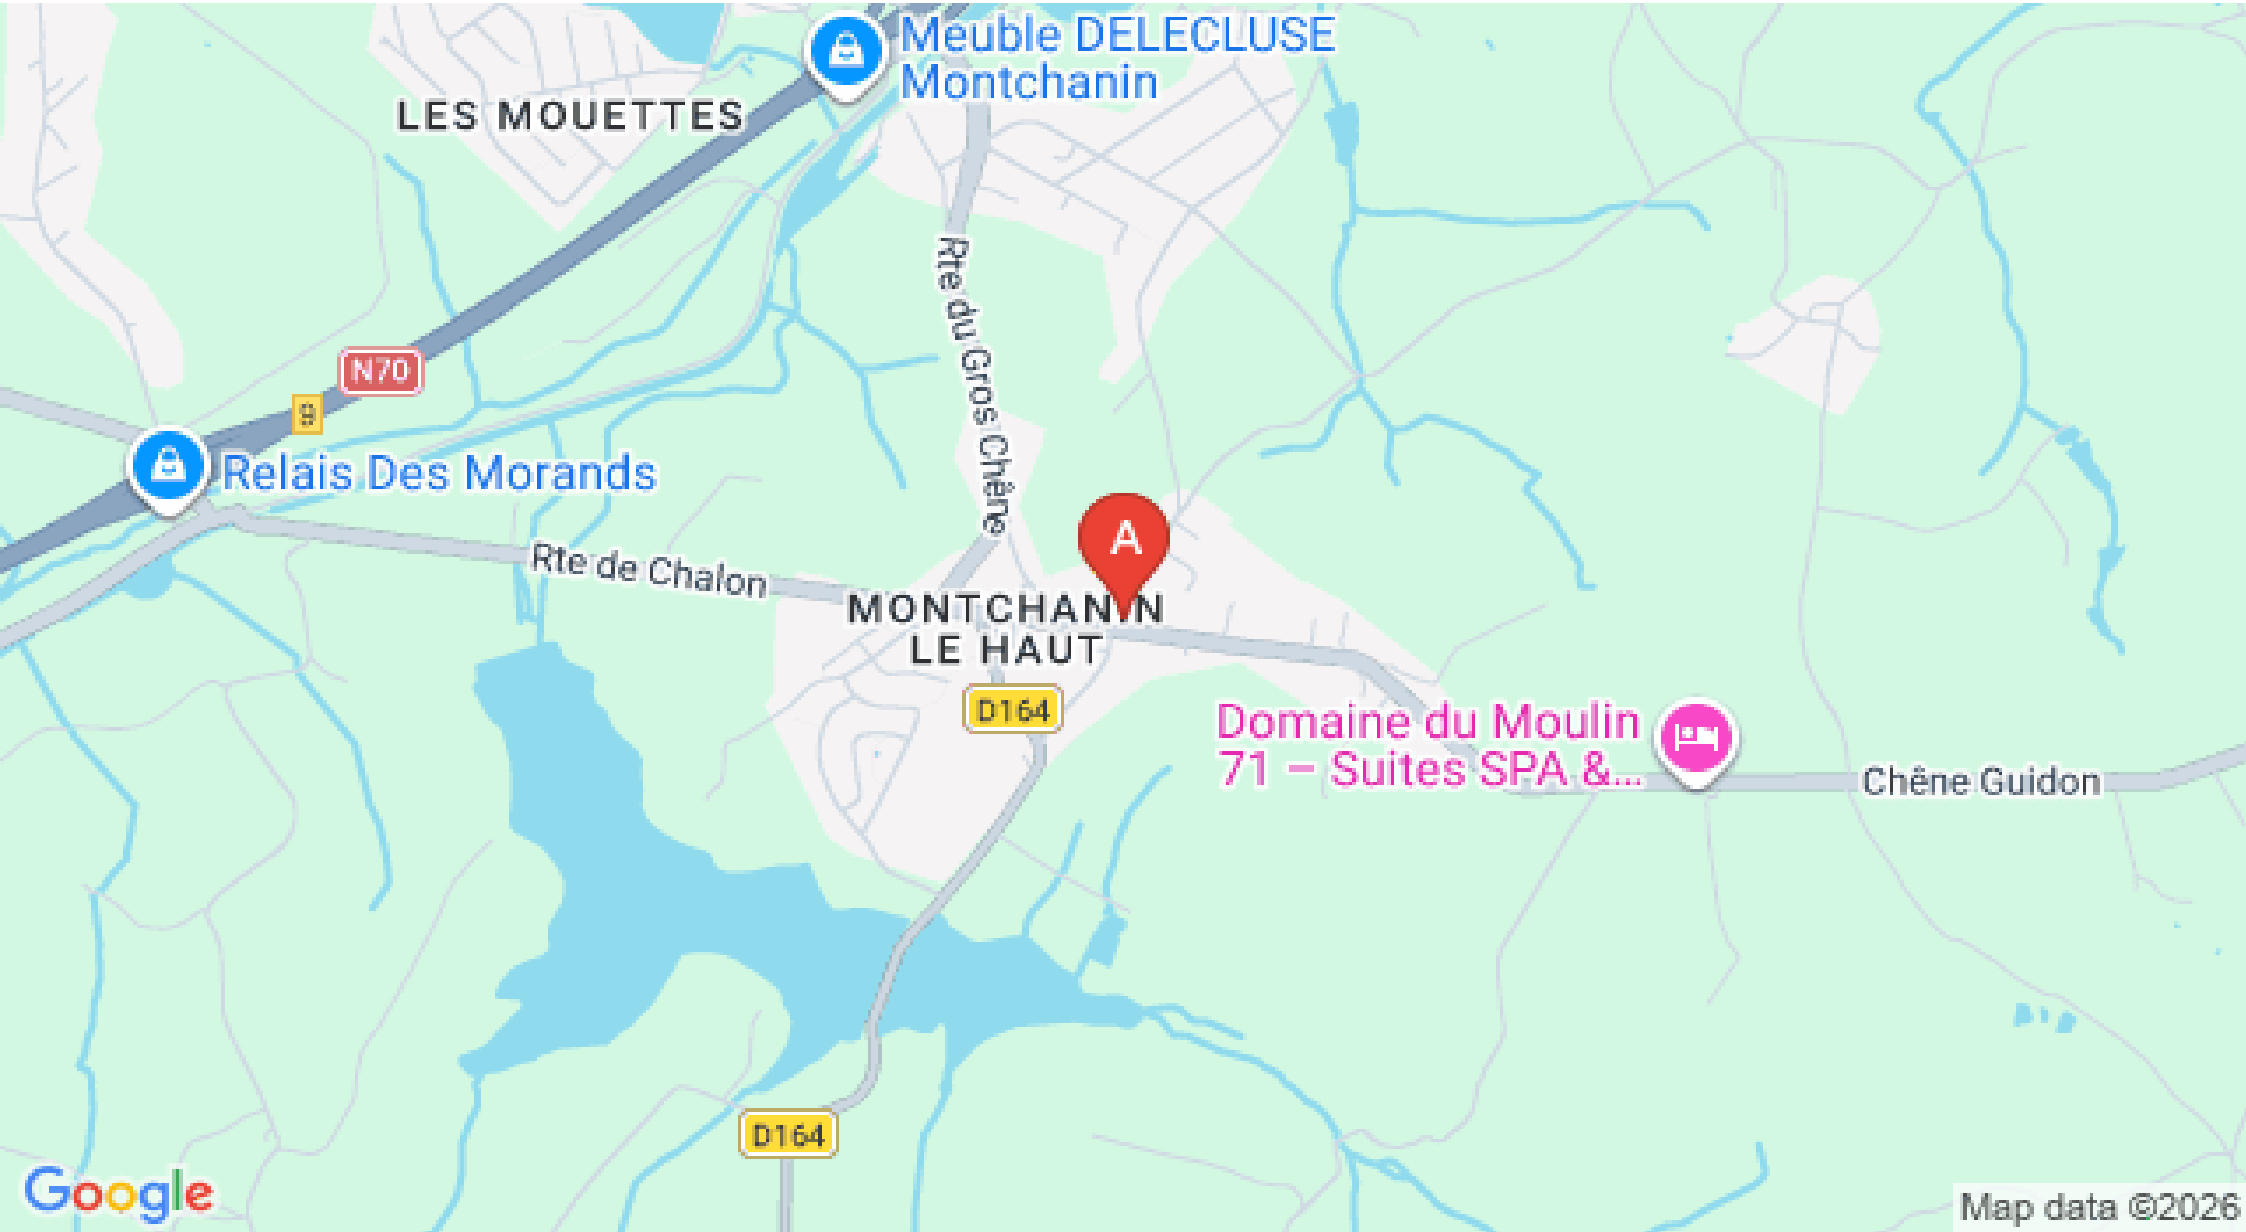 Meuble DELECLUSE
Montchanin
LES MOUETTES
Rte du Gros Chêne
N70
9
Relais Des Morands
A
Rte de Chalon
MONTCHANIN
LE HAUT
D164
Domaine du Moulin
71 – Suites SPA &...
Chêne Guidon
D164
Google
Map data ©2026